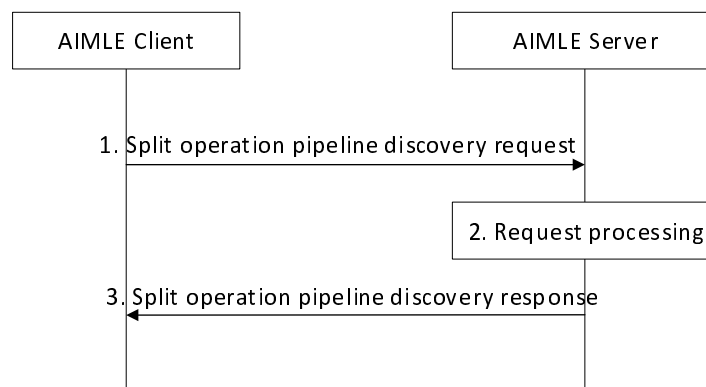 AIMLE Client
AIMLE Server
1. Split operation pipeline discovery request
2. Request processing
3. Split operation pipeline discovery response